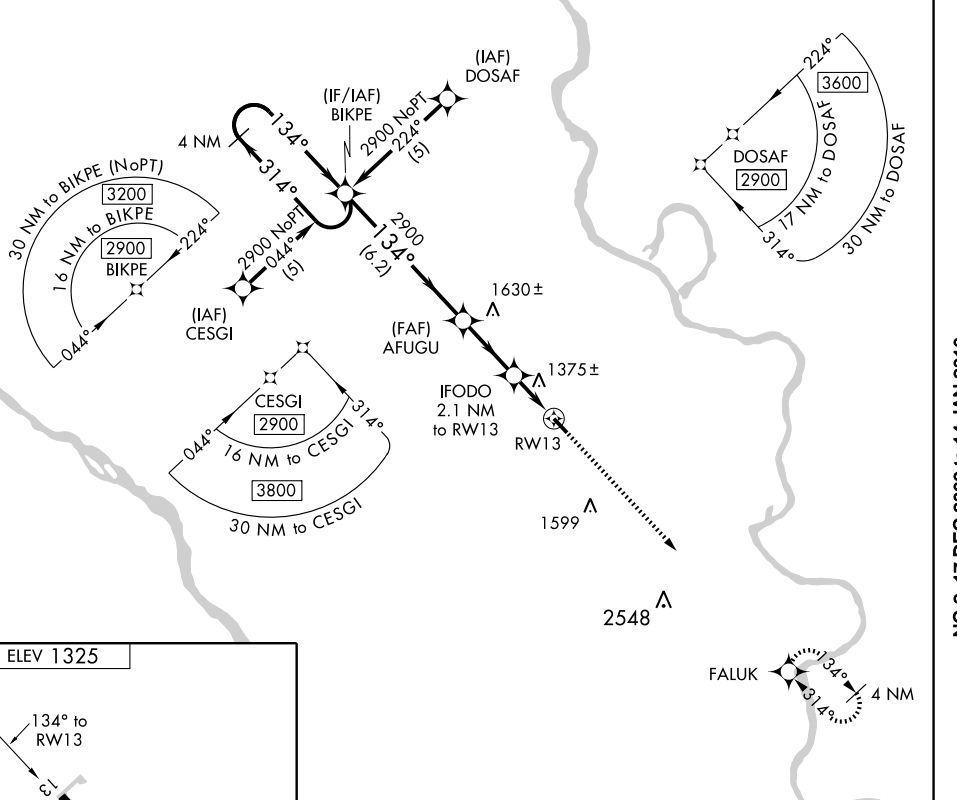 (IAF)
DOSAF
(IF/IAF)
BIKPE
4 NM
134°
314°
2900 NoPT
224°
(5)
224°
3600
DOSAF
2900
17 NM to DOSAF
30 NM to DOSAF
314°
30 NM to BIKPE (NoPT)
3200
16 NM to BIKPE
2900
BIKPE
224°
044°
2900 NoPT
044°
(5)
(IAF)
CESGI
2900
134°
(6.2)
1630±
(FAF)
AFUGU
1375±
IFODO
2.1 NM
to RW13
RW13
CESGI
2900
044°
314°
16 NM to CESGI
3800
30 NM to CESGI
1599
2548
FALUK
134°
314°
4 NM
ELEV 1325
134° to
RW13
13